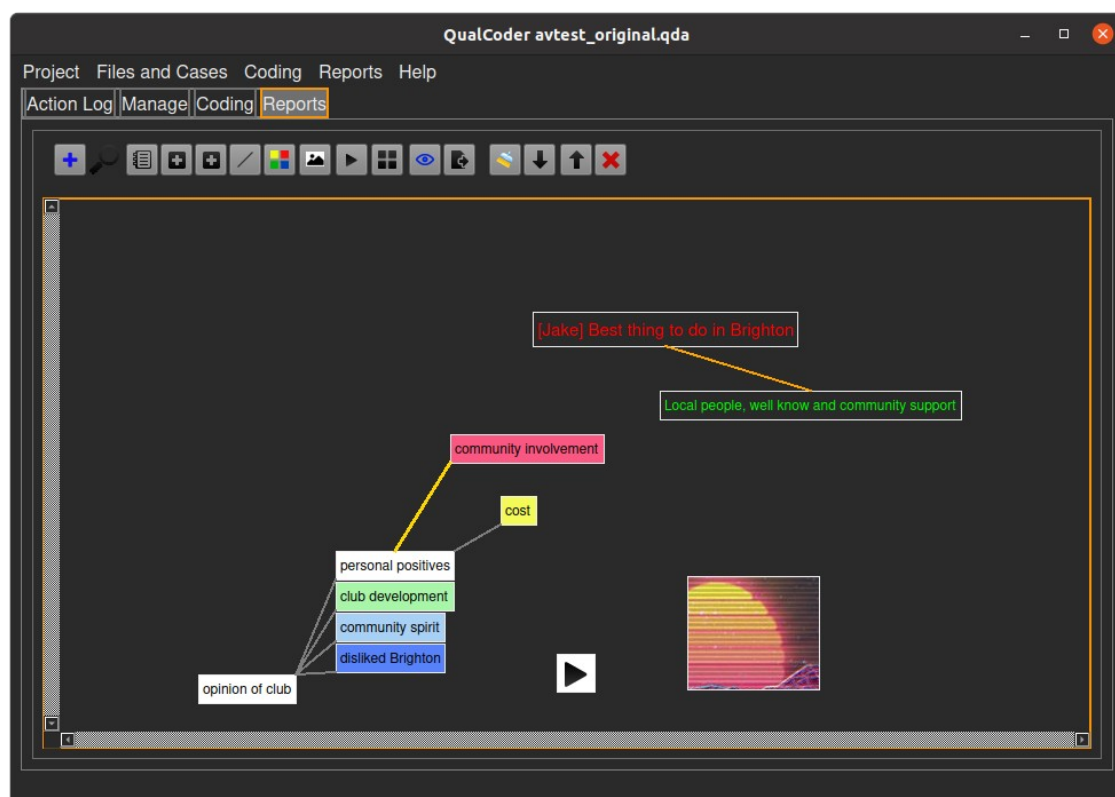 QualCoder avtest_original.qda
Project Files and Cases Coding Reports Help
Action Log Manage Coding Reports
[Jake] Best thing to do in Brighton
Local people, well know and community support
community involvement
cost
personal positives
club development
community spirit
disliked Brighton
opinion of club